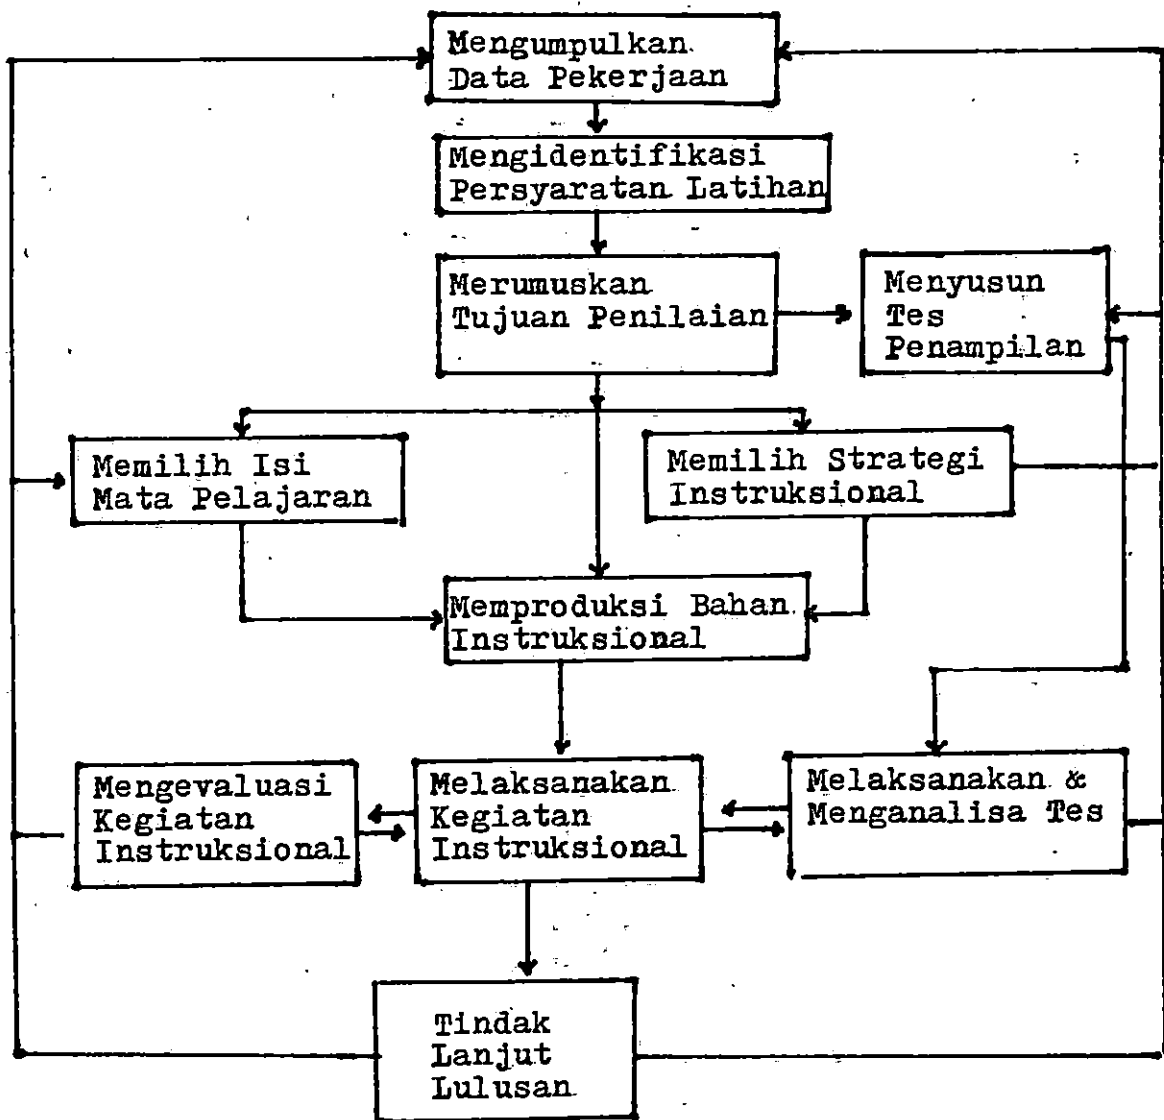 Mengumpulkan
Data Pekerjaan
Mengidentifikasi
Persyaratan Latihan
Merumuskan
Tujuan Penilaian
Menyusun
Tes
Penampilan
Memilih Isi
Mata Pelajaran
Memilih Strategi
Instruksional
Memproduksi Bahan
Instruksional
Mengevaluasi
Kegiatan
Instruksional
Melaksanakan
Kegiatan
Instruksional
Melaksanakan &
Menganalisa Tes
Tindak
Lanjut
Lulusan